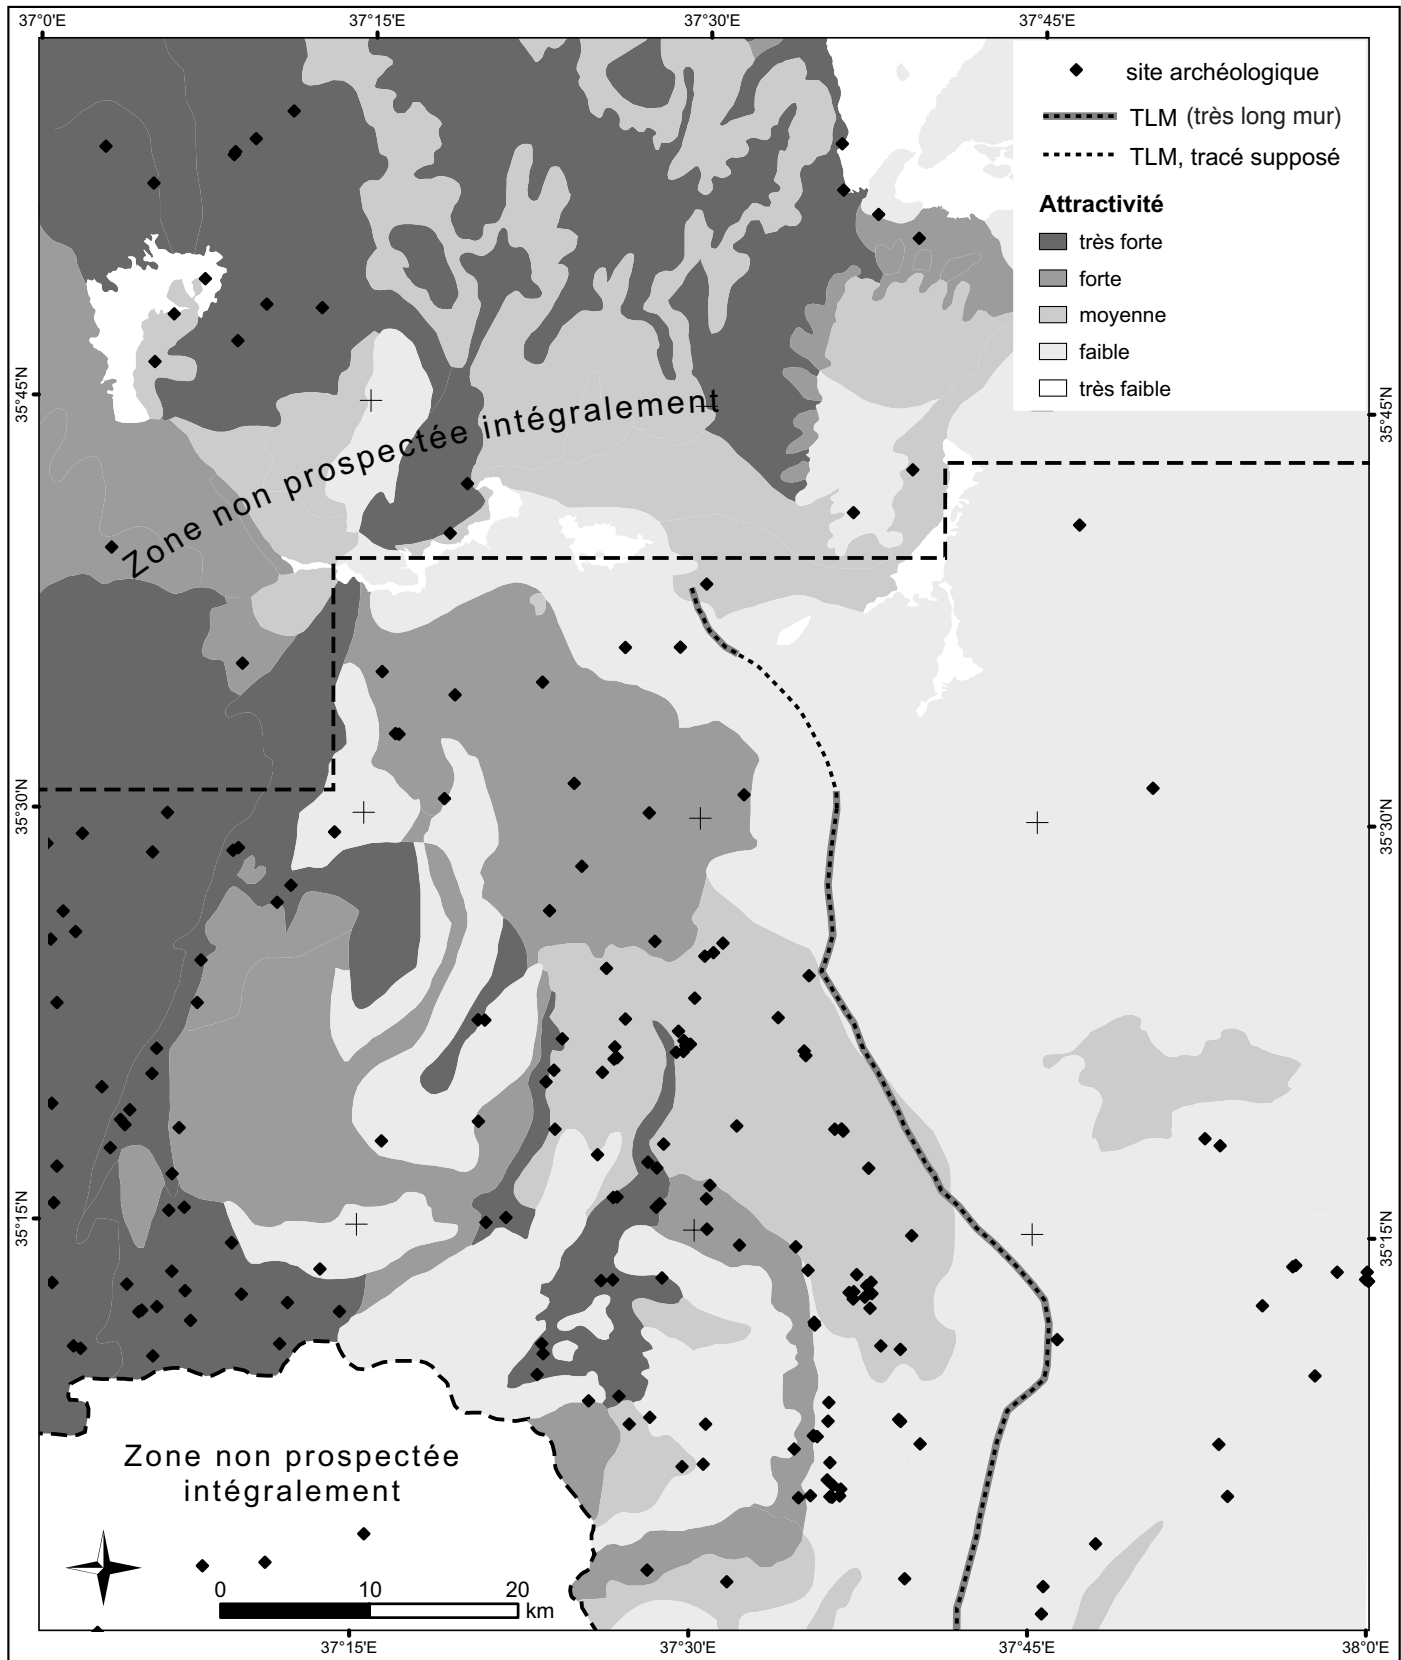 37°0'E
37°15'E
37°30'E
37°45'E
site archéologique
TLM (très long mur)
TLM, tracé supposé
Attractivité
très forte
forte
moyenne
faible
très faible
35°45'N
35°45'N
Zone non prospectée intégralement
35°30'N
35°30'N
35°15'N
35°15'N
Zone non prospectée
intégralement
0 10 20
km
37°15'E
37°30'E
37°45'E
38°0'E